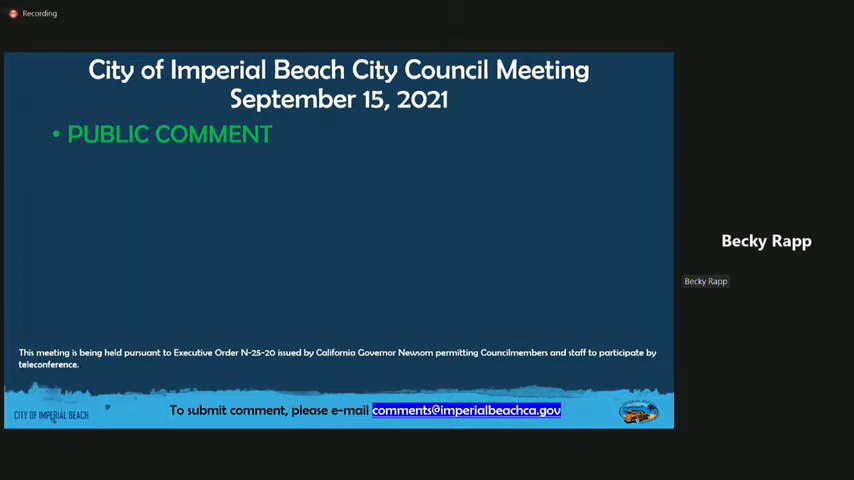 Recording
City of Imperial Beach City Council Meeting
September 15, 2021
• PUBLIC COMMENT
Becky Rapp
Becky Rapp
This meeting is being held pursuant to Executive Order N-25-20 issued by California Governor Newsom permitting Councilmembers and staff to participate by
teleconference.
To submit comment, please e-mail comments@imperialbeachca.gov
CITY OF IMPERIAL BEACH